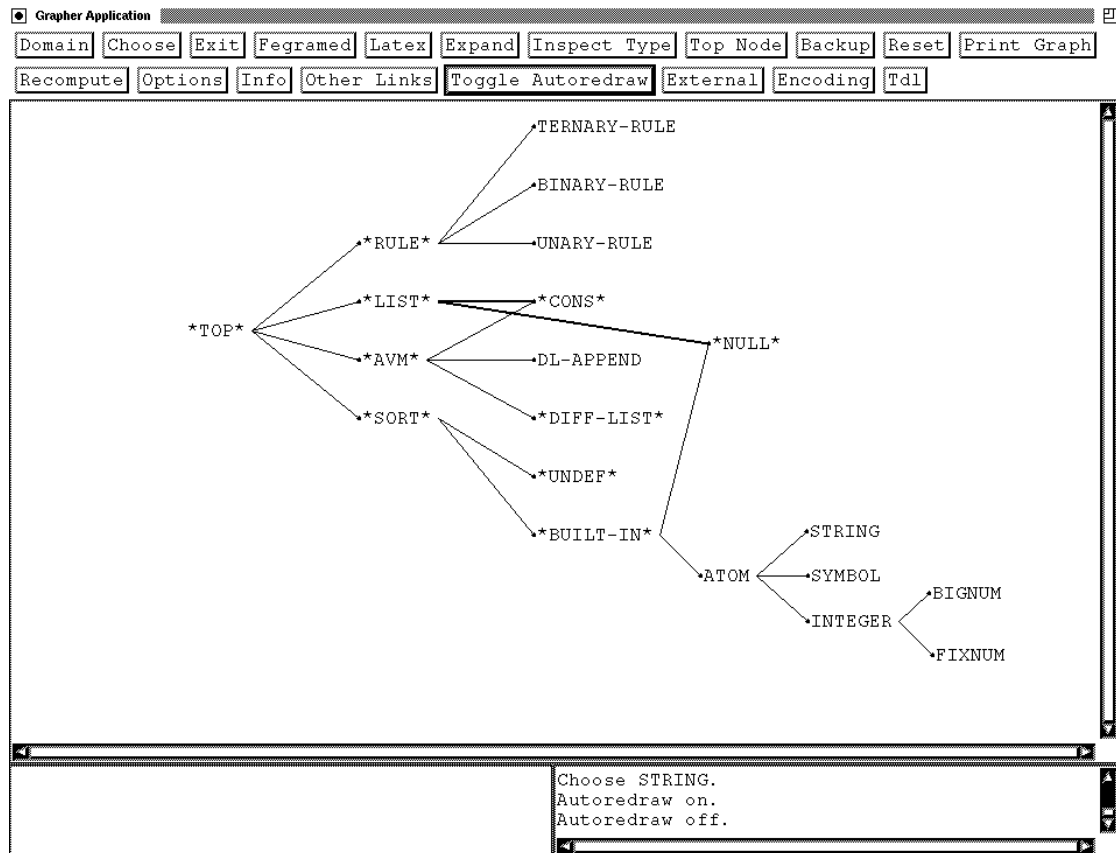 Grapher Application
Domain Choose Exit Fegramed Latex Expand Inspect Type Top Node Backup Reset Print Graph
Recompute Options Info Other Links Toggle Autoredraw External Encoding Tdl
TERNARY-RULE
BINARY-RULE
*RULE* UNARY-RULE
*LIST* *CONS*
*TOP* *NULL*
*AVM* DL-APPEND
*SORT* *DIFF-LIST*
*UNDEF*
*BUILT-IN* STRING
ATOM SYMBOL
BIGNUM
INTEGER
FIXNUM
Choose STRING.
Autoredraw on.
Autoredraw off.